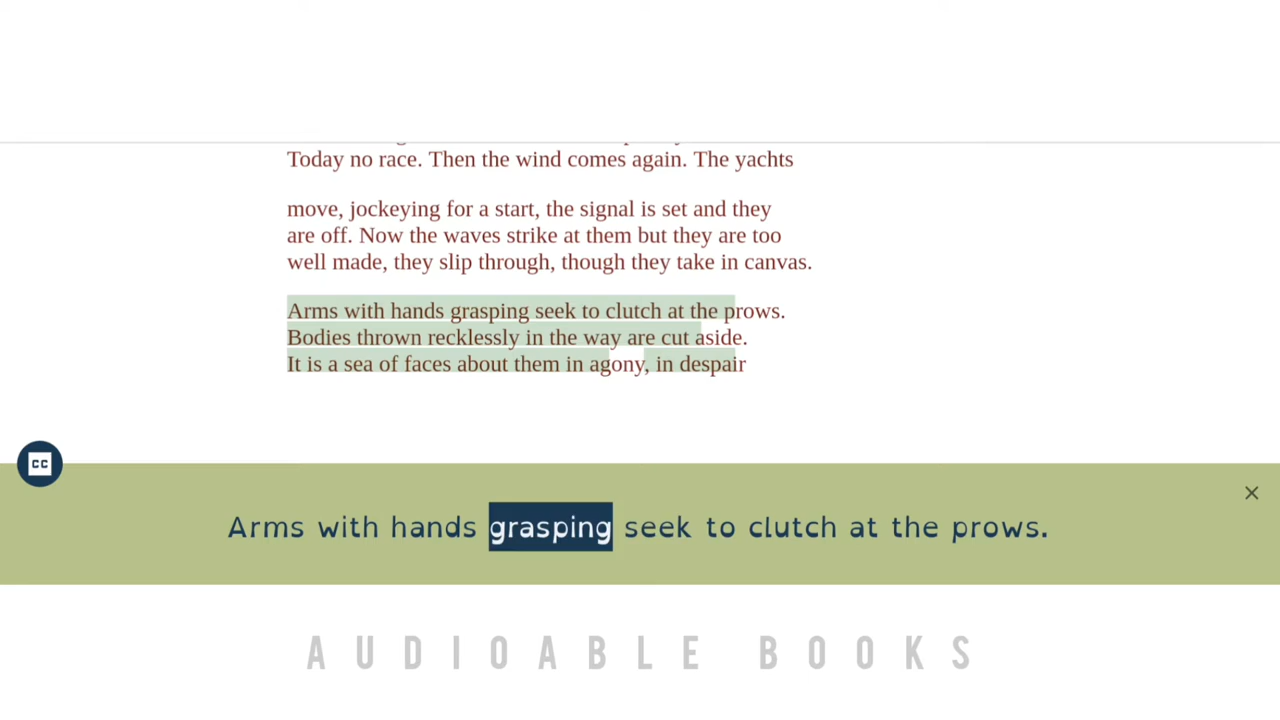 Today no race. Then the wind comes again. The yachts
move, jockeying for a start, the signal is set and they
are off. Now the waves strike at them but they are too
well made, they slip through, though they take in canvas.
Arms with hands grasping seek to clutch at the prows.
Bodies thrown recklessly in the way are cut aside.
It is a sea of faces about them in agony, in despair
CC
Arms with hands grasping seek to clutch at the prows.
AUDIOABLE BOOKS